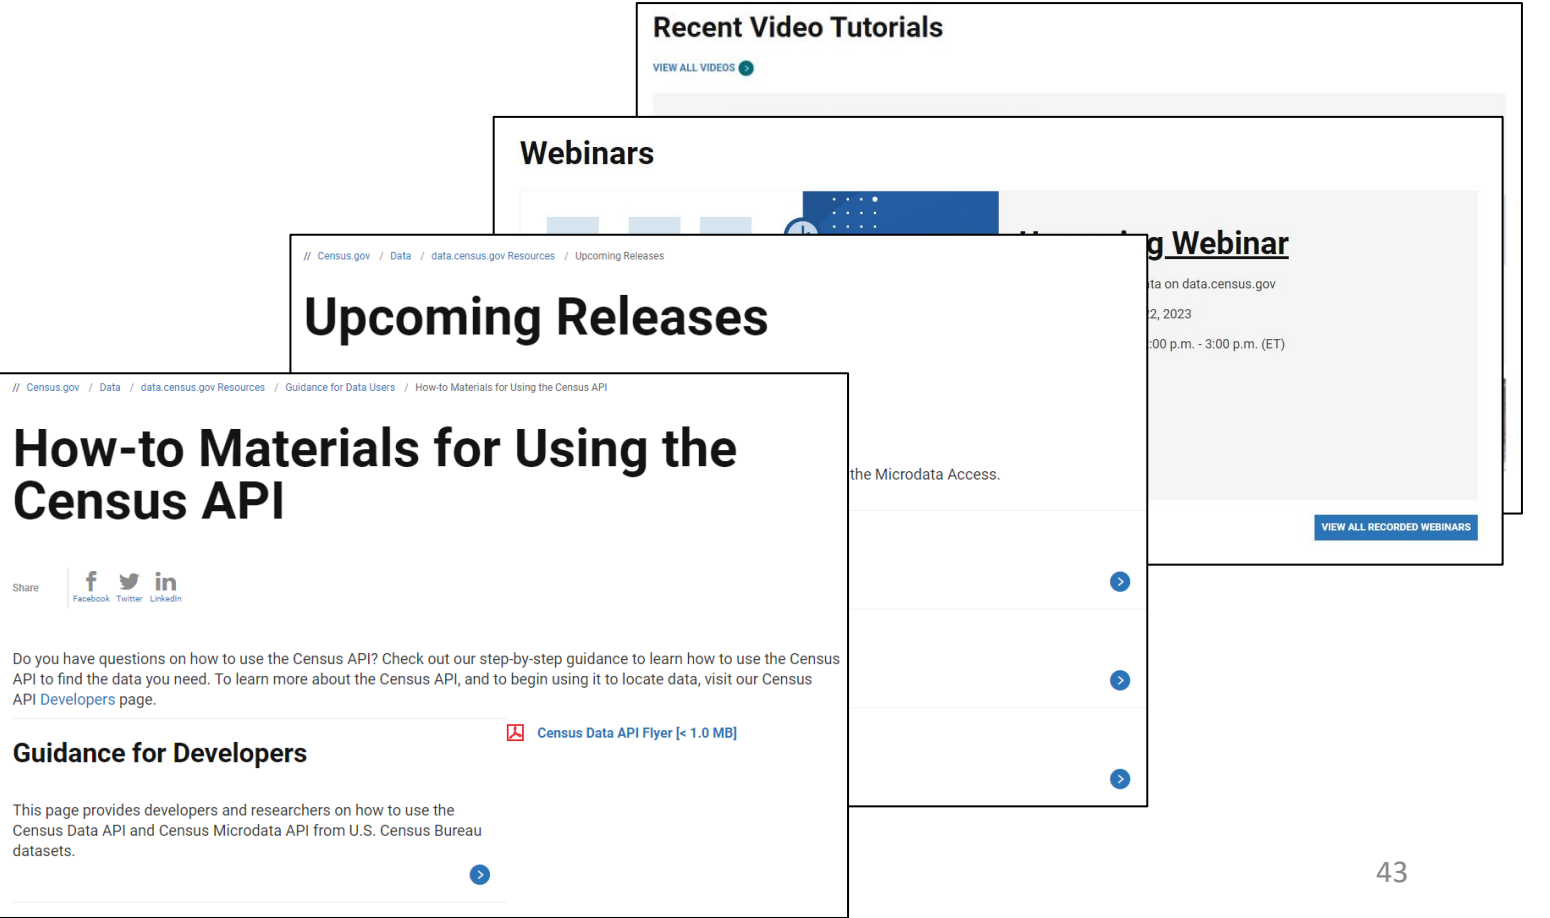 Recent Video Tutorials
VIEW ALL VIDEOS
Webinars
Webinar
on data.census.gov
2023
p.m. - 3:00 p.m. (ET)
VIEW ALL RECORDED WEBINARS
// Census.gov / Data / data.census.gov Resources / Upcoming Releases
Upcoming Releases
the Microdata Access.
// Census.gov / Data / data.census.gov Resources / Guidance for Data Users / How-to Materials for Using the Census API
How-to Materials for Using the
Census API
Share
Facebook Twitter LinkedIn
Do you have questions on how to use the Census API? Check out our step-by-step guidance to learn how to use the Census
API to find the data you need. To learn more about the Census API, and to begin using it to locate data, visit our Census
API Developers page.
Census Data API Flyer [< 1.0 MB]
Guidance for Developers
This page provides developers and researchers on how to use the
Census Data API and Census Microdata API from U.S. Census Bureau
datasets.
43